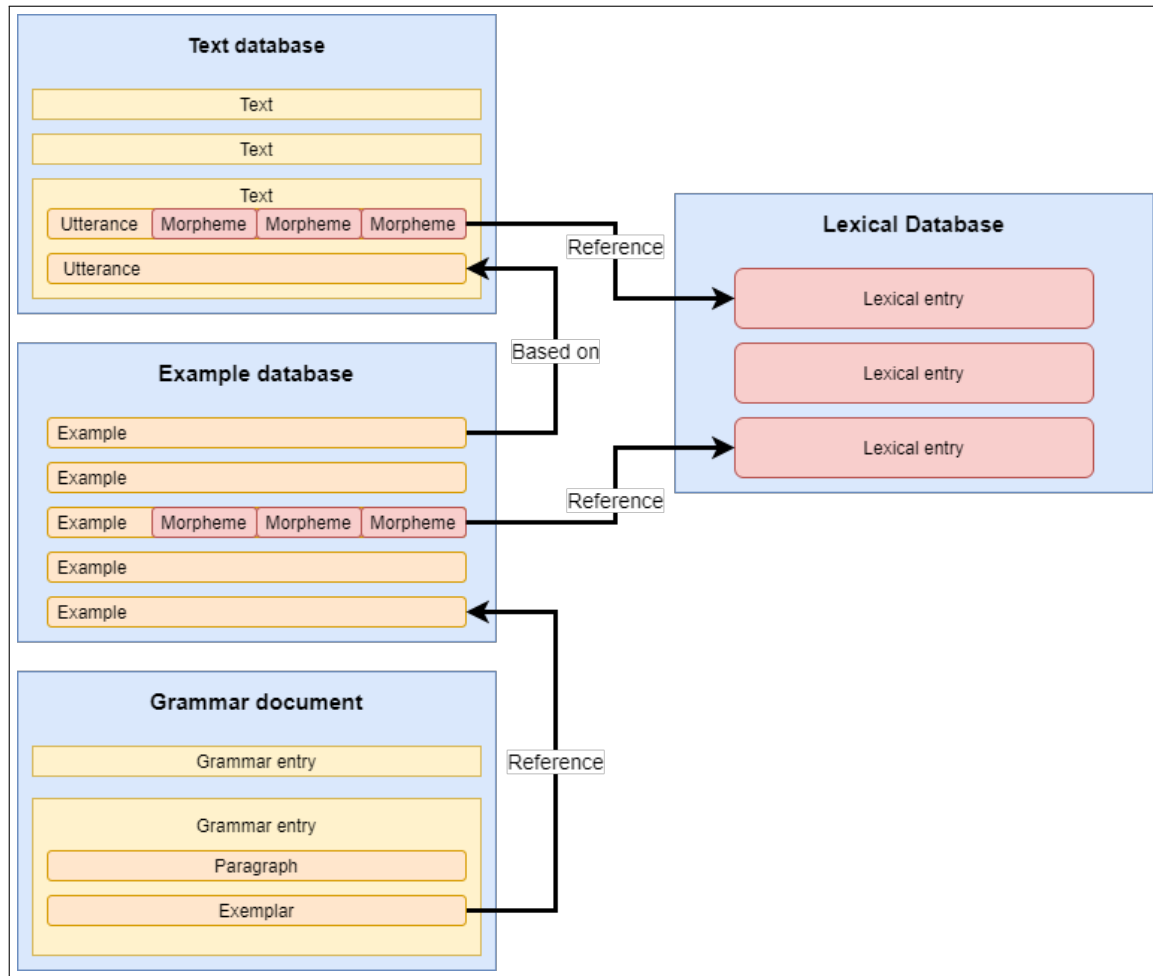 Text database
Text
Text
Text
Utterance Morpheme Morpheme Morpheme
Utterance
Reference
Lexical Database
Lexical entry
Lexical entry
Lexical entry
Based on
Example database
Example
Example
Example Morpheme Morpheme Morpheme
Example
Example
Reference
Grammar document
Grammar entry
Grammar entry
Paragraph
Exemplar
Reference